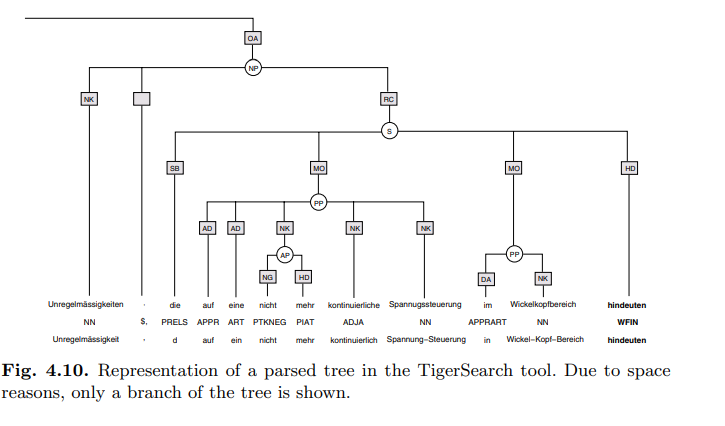 OA
NP
NK RC
S
SB MO MO HD
PP
AD AD NK NK NK
AP PP
NG HD DA NK
Unregelmässigkeiten , die auf eine nicht mehr kontinuierliche Spannugssteuerung im Wickelkopfbereich hindeuten
NN $, PRELS APPR ART PTKNEG PIAT ADJA NN APPRART NN WFIN
Unregelmässigkeit , d auf ein nicht mehr kontinuierlich Spannung-Steuerung in Wickel-Kopf-Bereich hindeuten
Fig. 4.10. Representation of a parsed tree in the TigerSearch tool. Due to space
reasons, only a branch of the tree is shown.